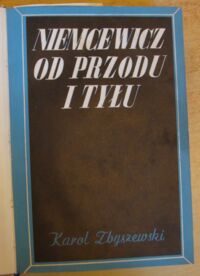 NIEMCEWICZ
OD PRZODU
I TYŁU
Karol Zbyszewski